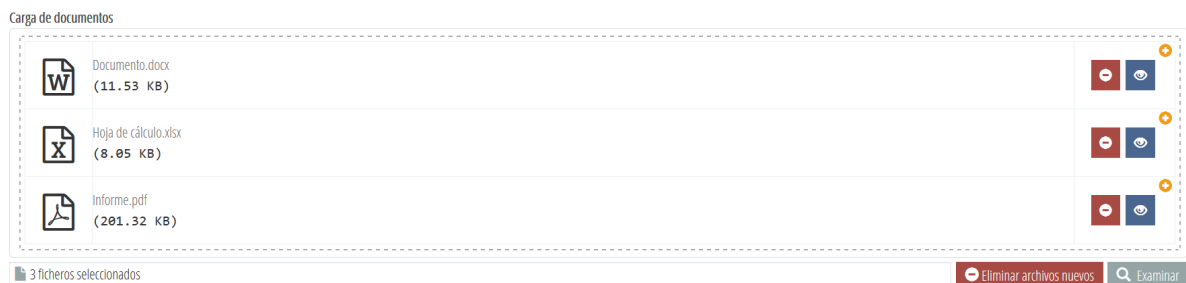 Carga de documentos
Documento.docx
(11.53 KB)
Hoja de cálculo.xlsx
(8.05 KB)
Informe.pdf
(201.32 KB)
3 ficheros seleccionados
Eliminar archivos nuevos
Examinar